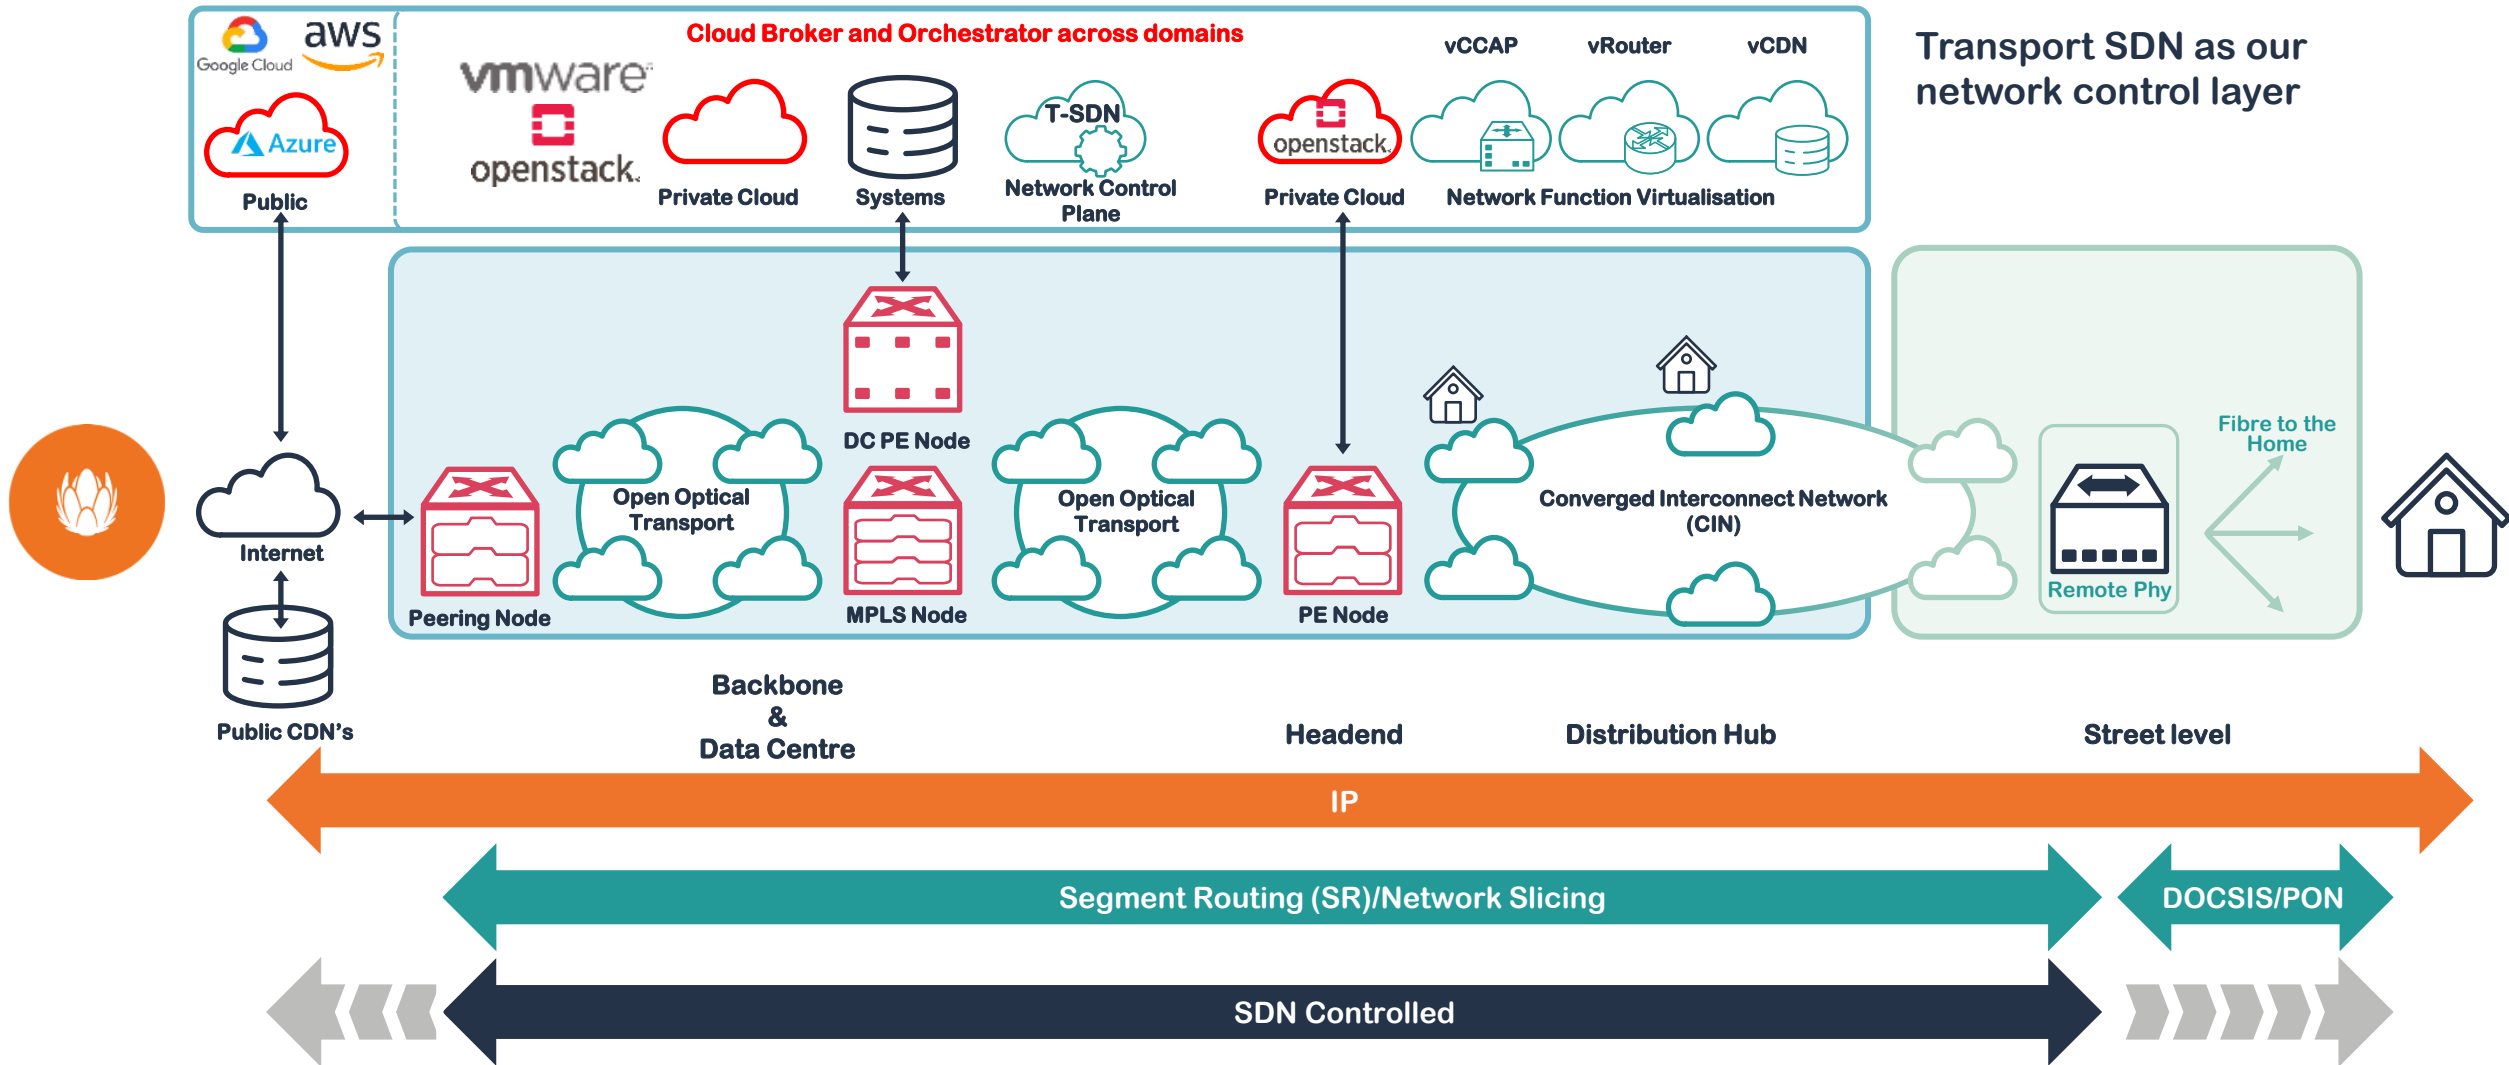 Cloud Broker and Orchestrator across domains
Google Cloud
aws
Azure
Public
vmware
openstack.
Private Cloud
Systems
T-SDN
Network Control
Plane
openstack.
Private Cloud
vCCAP
vRouter
vCDN
Network Function Virtualisation
Transport SDN as our
network control layer
Internet
Public CDN's
Peering Node
Open Optical
Transport
DC PE Node
MPLS Node
Open Optical
Transport
PE Node
Converged Interconnect Network
(CIN)
Remote Phy
Fibre to the
Home
Backbone
&
Data Centre
Headend
Distribution Hub
Street level
IP
Segment Routing (SR)/Network Slicing
DOCSIS/PON
SDN Controlled